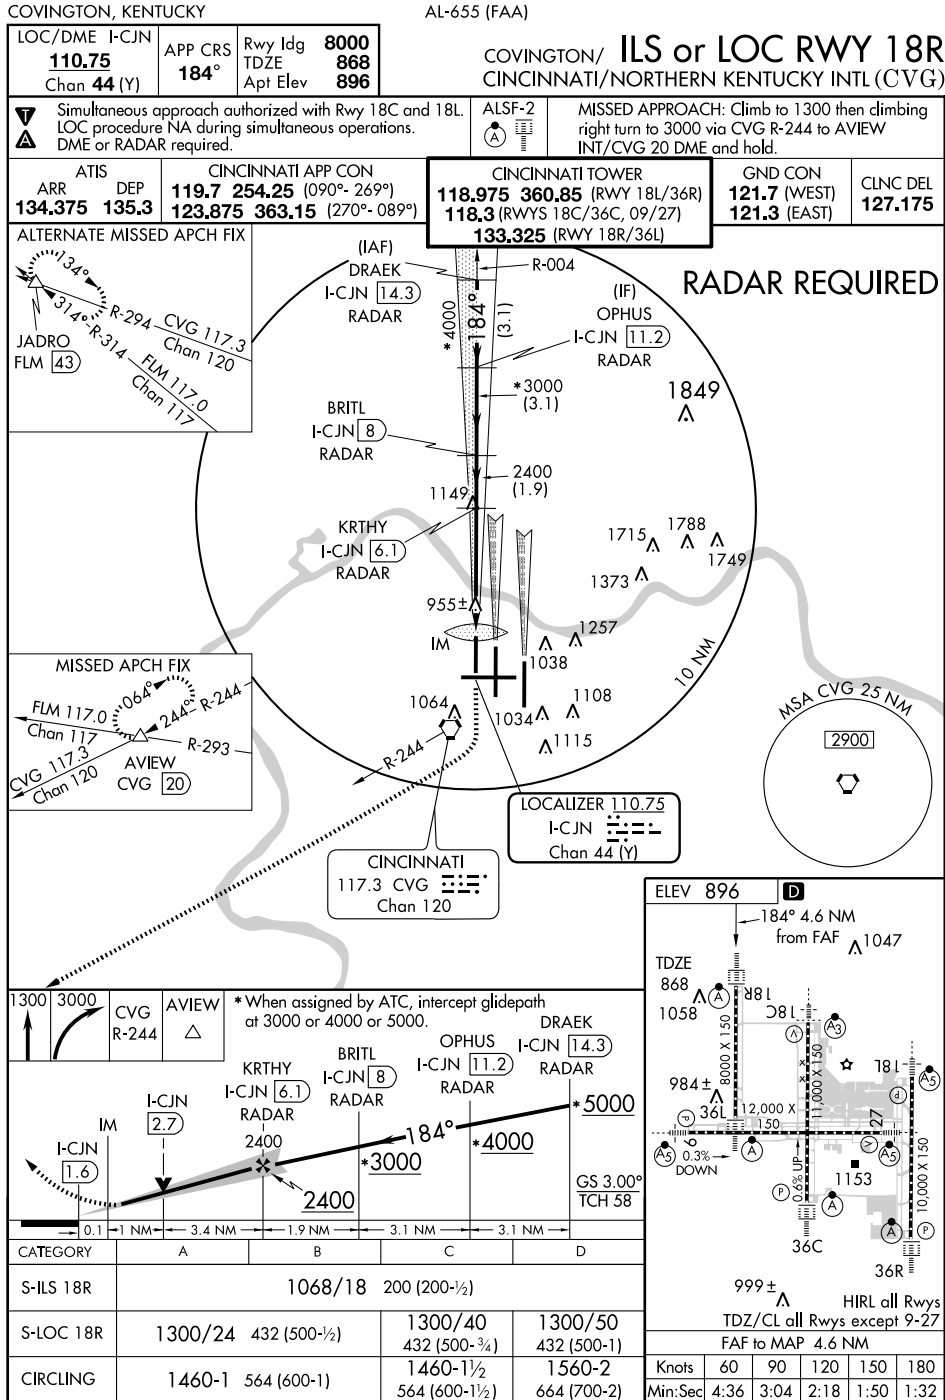 COVINGTON, KENTUCKY
AL-655 (FAA)
LOC/DME I-CJN
110.75
Chan 44 (Y)
APP CRS
184°
Rwy Idg 8000
TDZE 868
Apt Elev 896
COVINGTON/
ILS or LOC RWY 18R
CINCINNATI/NORTHERN KENTUCKY INTL (CVG)
T
A
Simultaneous approach authorized with Rwy 18C and 18L.
LOC procedure NA during simultaneous operations.
DME or RADAR required.
ALSF-2
A
MISSED APPROACH: Climb to 1300 then climbing
right turn to 3000 via CVG R-244 to AVIEW
INT/CVG 20 DME and hold.
ATIS
ARR DEP
134.375 135.3
CINCINNATI APP CON
119.7 254.25 (090°- 269°)
123.875 363.15 (270°- 089°)
CINCINNATI TOWER
118.975 360.85 (RWY 18L/36R)
118.3 (RWYS 18C/36C, 09/27)
133.325 (RWY 18R/36L)
GND CON
121.7 (WEST)
121.3 (EAST)
CLNC DEL
127.175
ALTERNATE MISSED APCH FIX
134°
314°
R-294
CVG 117.3
Chan 120
R-314
FLM 117.0
Chan 117
JADRO
FLM 43
RADAR REQUIRED
(IAF)
DRAEK
I-CJN 14.3
RADAR
R-004
*4000
184°
(3.1)
(IF)
OPHUS
I-CJN 11.2
RADAR
*3000
(3.1)
1849
BRITL
I-CJN 8
RADAR
2400
(1.9)
1149
KRTHY
I-CJN 6.1
RADAR
1715
1788
1749
1373
955±
IM
1257
1038
10 NM
MISSED APCH FIX
064°
244°
R-244
FLM 117.0
Chan 117
R-293
CVG 117.3
Chan 120
AVIEW
CVG 20
1064
1034
1108
1115
R-244
MSA CVG 25 NM
2900
LOCALIZER 110.75
I-CJN
Chan 44 (Y)
CINCINNATI
117.3 CVG
Chan 120
ELEV 896
D
184° 4.6 NM
from FAF
1047
TDZE
868
1058
A
18R
18C
A3
V
8000 X 150
11,000 X 150
18L
A5
P
984±
36L
12,000 X
150
27
9
P
A5
0.3%
DOWN
A
V
A5
0.6% UP
1153
10,000 X 150
P
A
A
P
36C
36R
999±
HIRL all Rwys
TDZ/CL all Rwys except 9-27
1300
3000
CVG
R-244
AVIEW
* When assigned by ATC, intercept glidepath
at 3000 or 4000 or 5000.
DRAEK
I-CJN 14.3
RADAR
OPHUS
I-CJN 11.2
RADAR
BRITL
I-CJN 8
RADAR
KRTHY
I-CJN 6.1
RADAR
I-CJN
2.7
IM
I-CJN
1.6
2400
2400
184°
*3000
*4000
*5000
GS 3.00°
TCH 58
0.1 1 NM 3.4 NM 1.9 NM 3.1 NM 3.1 NM
CATEGORY A B C D
S-ILS 18R 1068/18 200 (200-½)
S-LOC 18R 1300/24 432 (500-½) 1300/40 432 (500-¾) 1300/50 432 (500-1)
CIRCLING 1460-1 564 (600-1) 1460-1½ 564 (600-1½) 1560-2 664 (700-2)
FAF to MAP 4.6 NM
Knots 60 90 120 150 180
Min:Sec 4:36 3:04 2:18 1:50 1:32